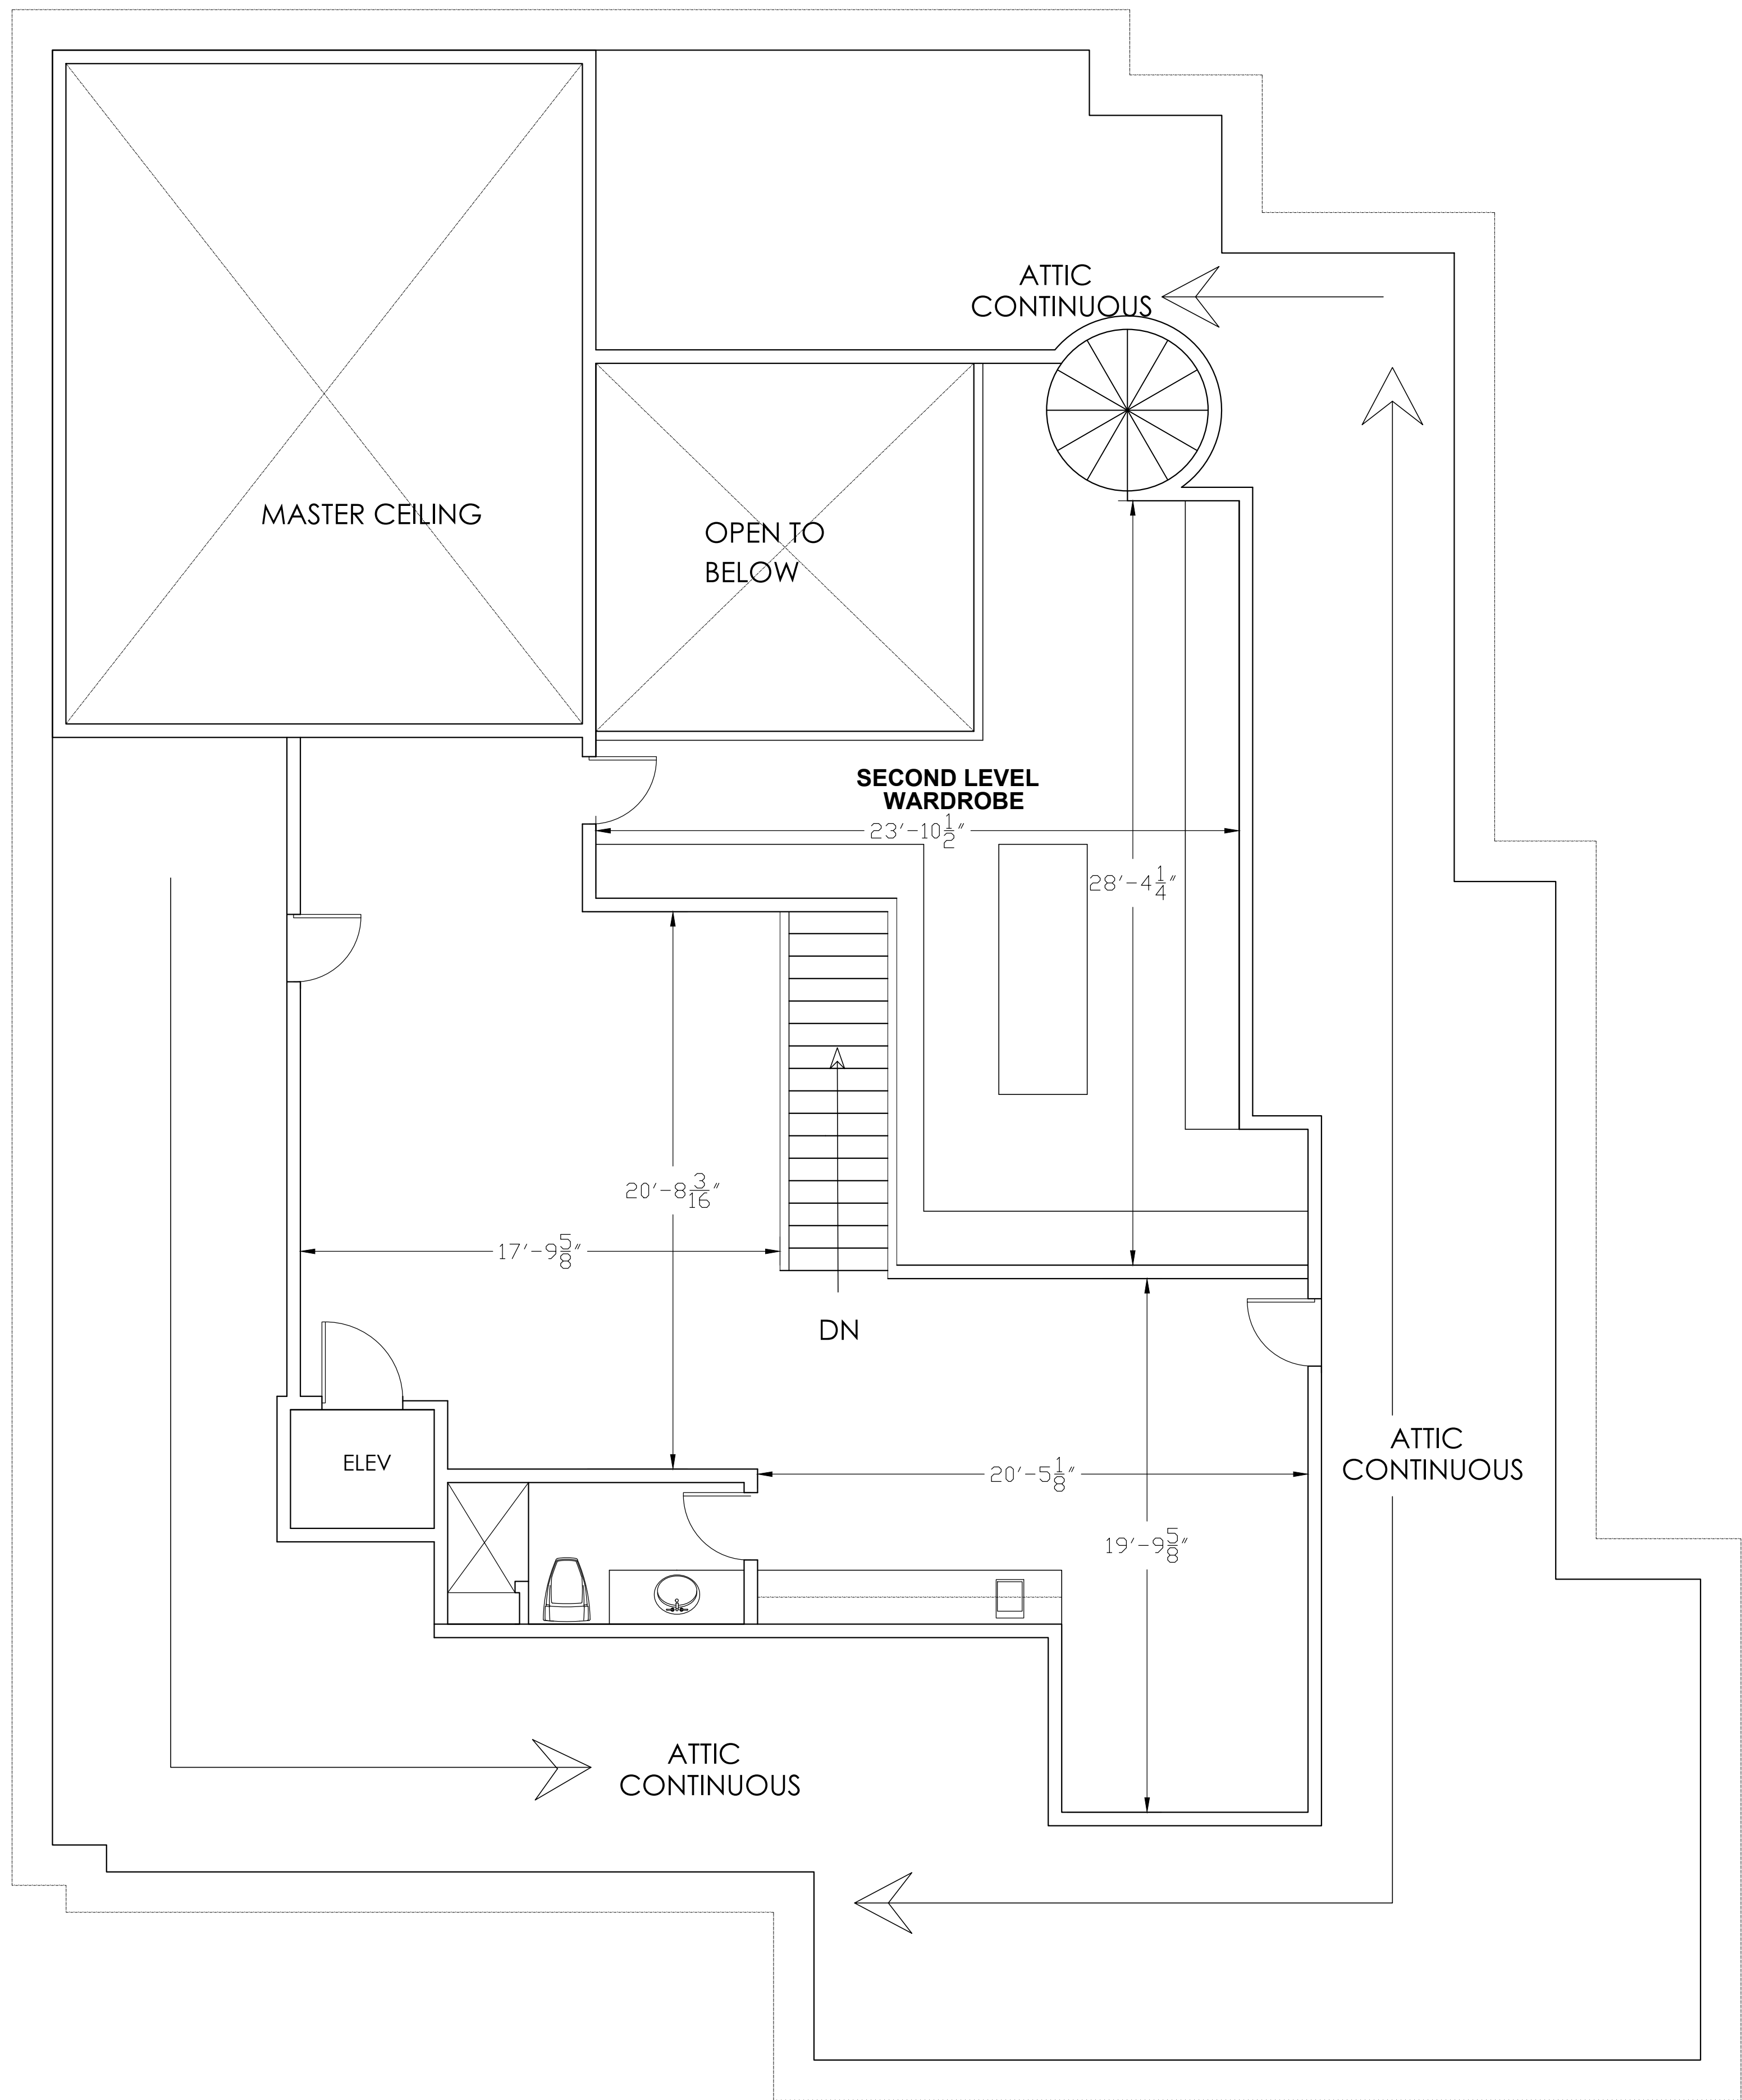 ATTIC
CONTINUOUS
MASTER CEILING
OPEN TO
BELOW
SECOND LEVEL
WARDROBE
23'-10 1/2"
28'-4 1/4"
20'-8 3/16"
17'-9 5/8"
DN
ELEV
20'-5 1/8"
ATTIC
CONTINUOUS
19'-9 5/8"
ATTIC
CONTINUOUS